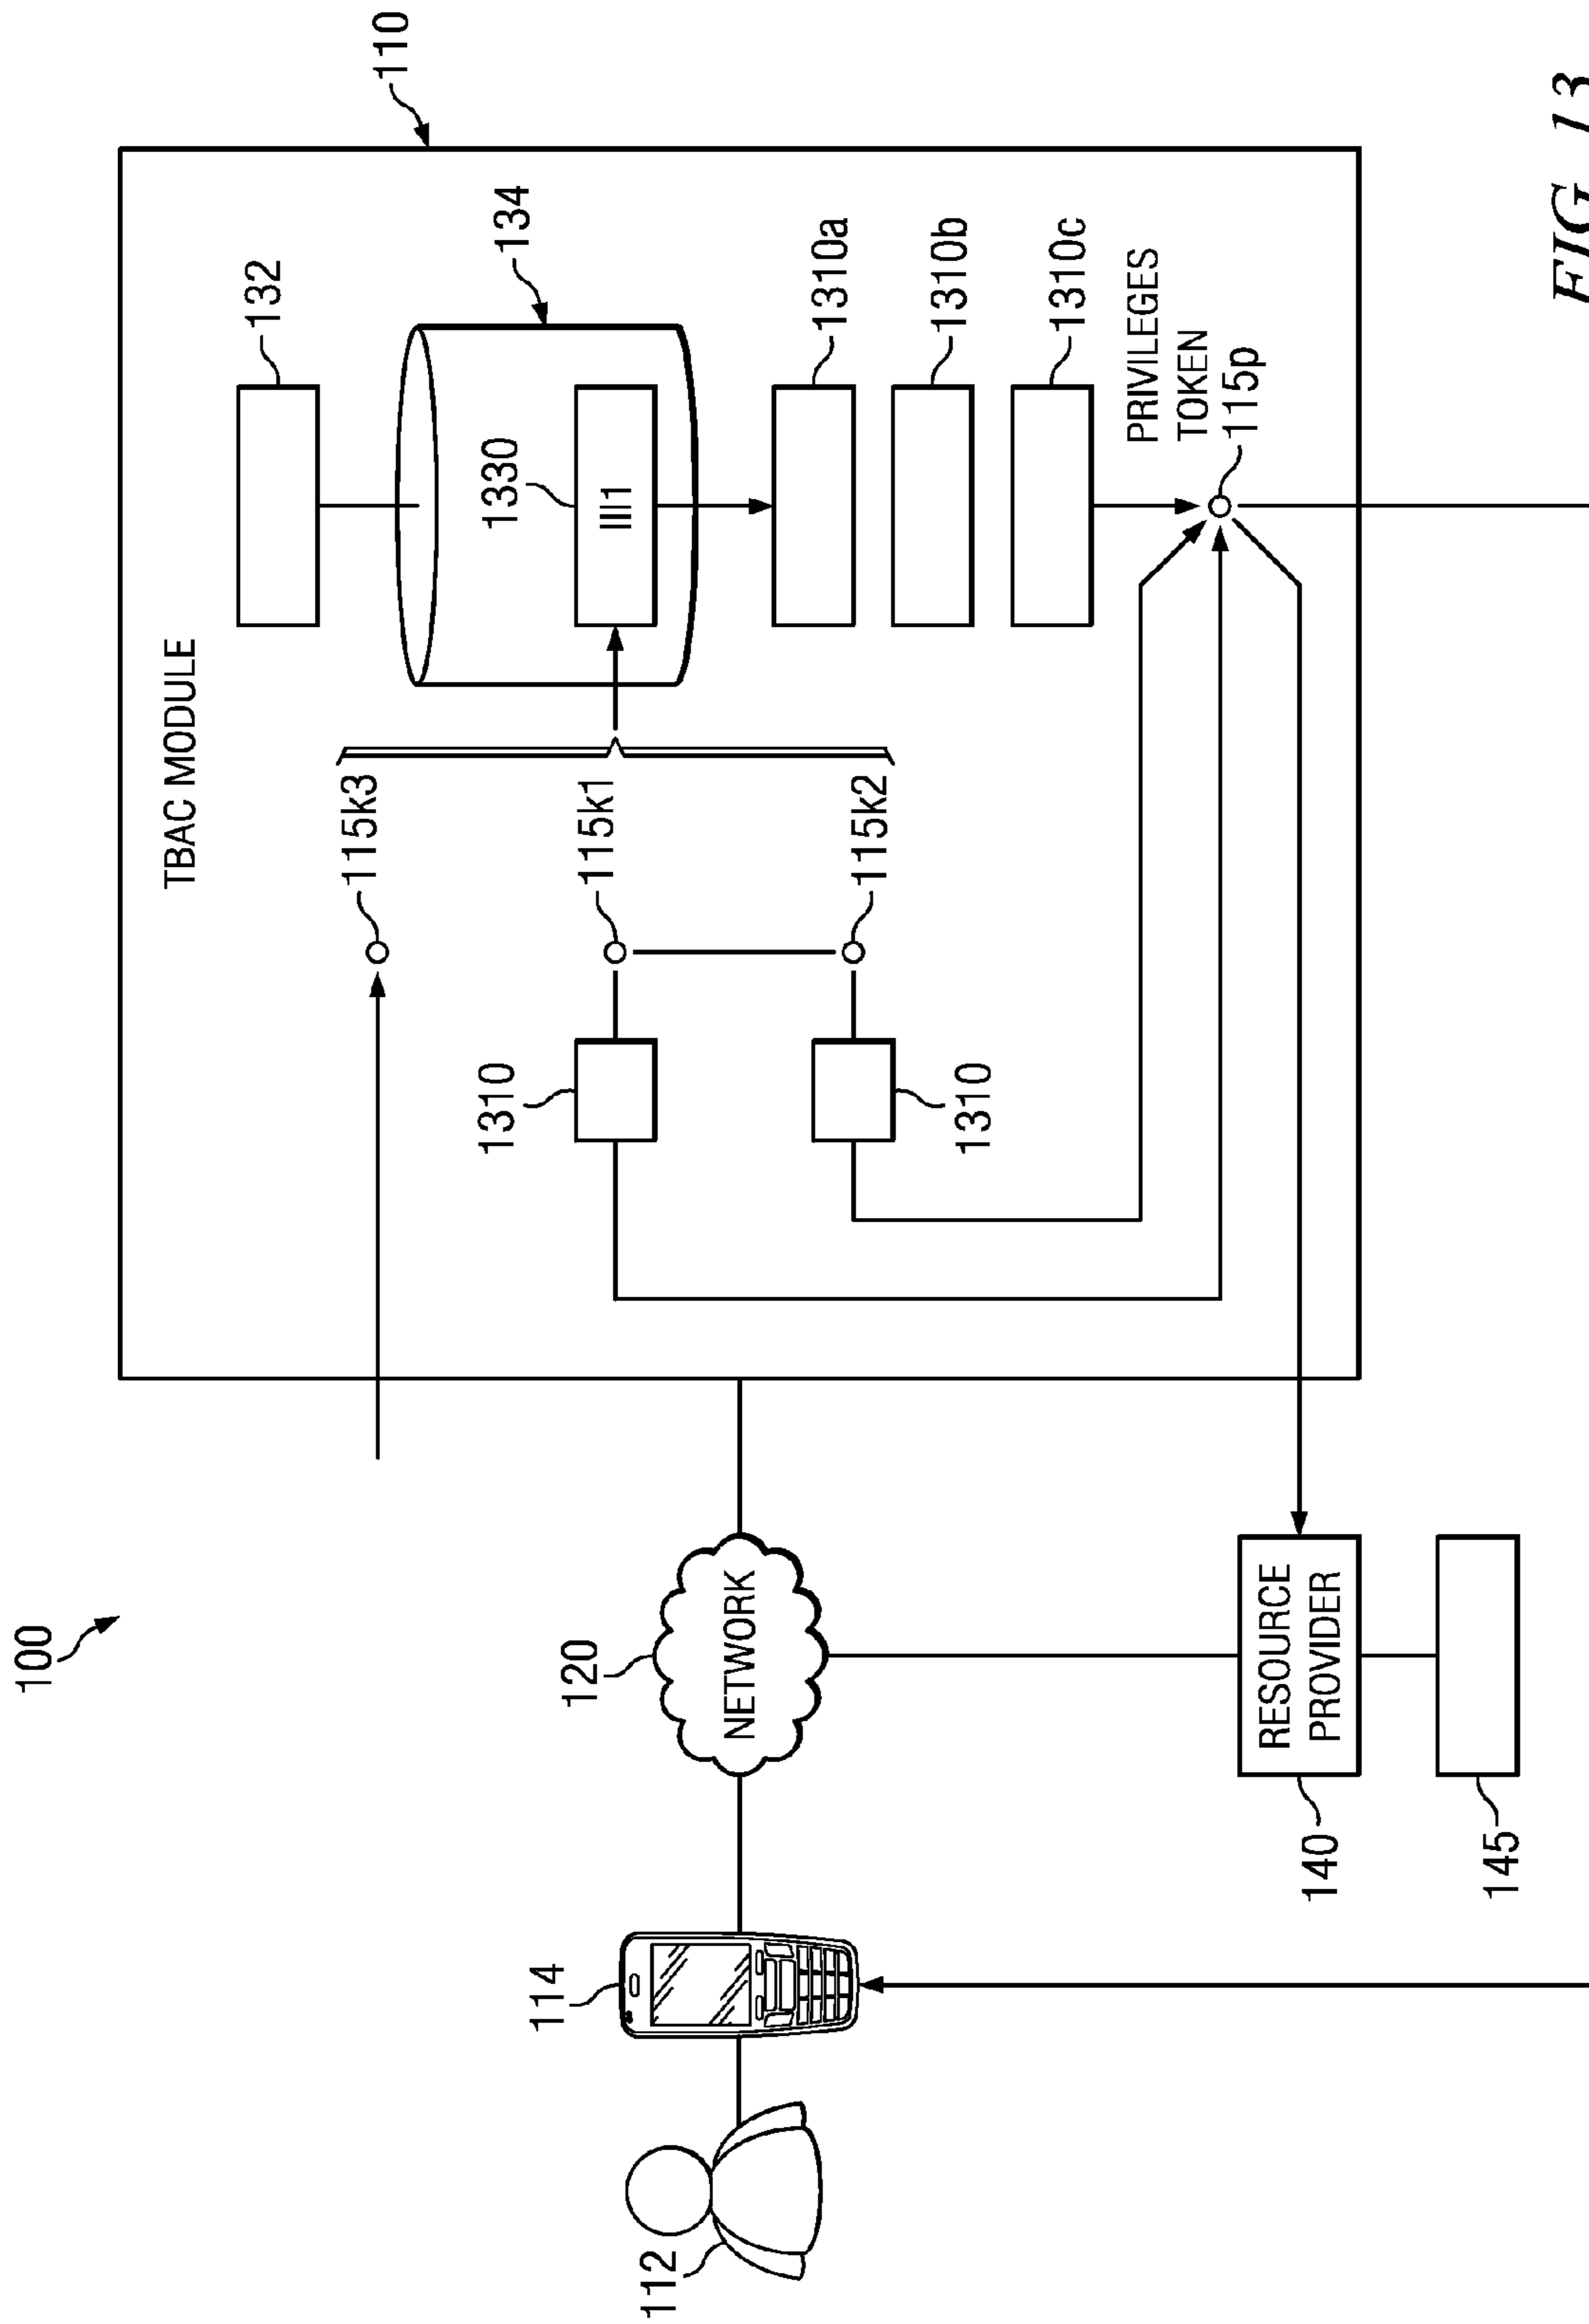 100
TBAC MODULE
132
115k3
110
1310
1330
134
114
120
115k1
III1
112
NETWORK
1310a
115k2
1310b
1310
1310c
PRIVILEGES
TOKEN
115p
RESOURCE
PROVIDER
140
145
FIG. 13